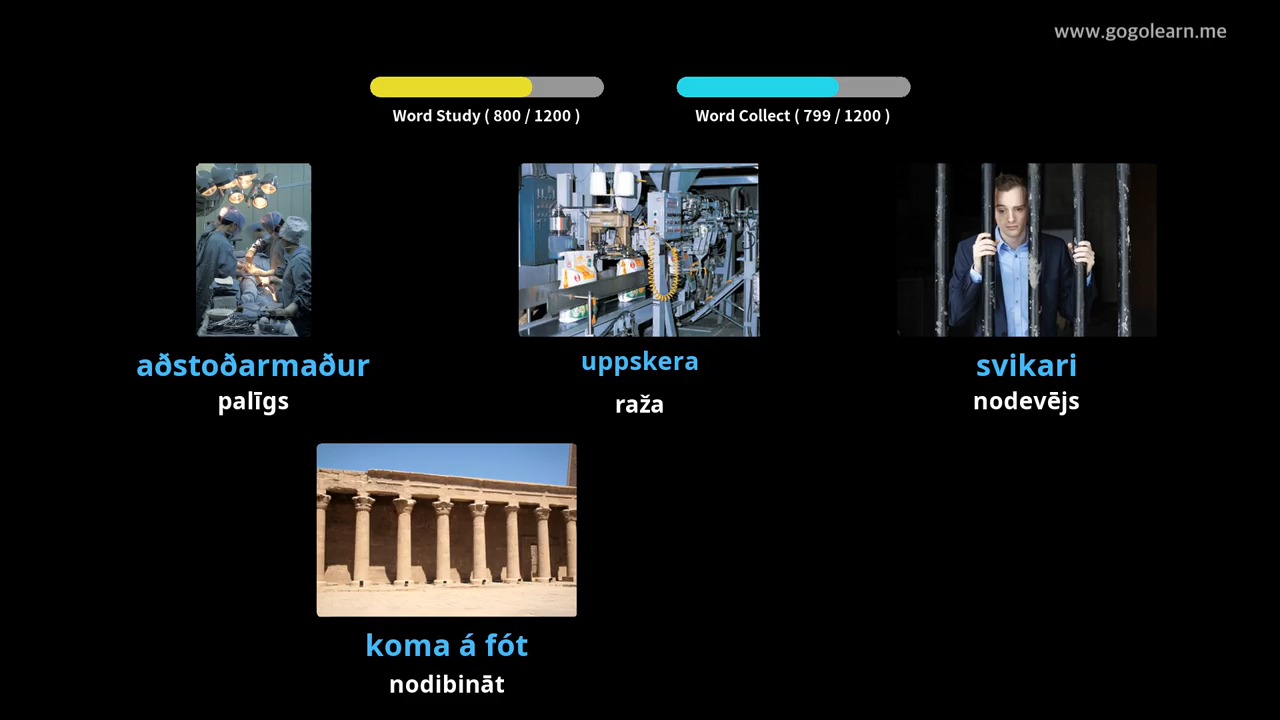 www.gogolearn.me
Word Study ( 800 / 1200 )
Word Collect ( 799 / 1200 )
aðstoðarmaður
palīgs
uppskera
raža
svikari
nodevējs
koma á fót
nodibināt